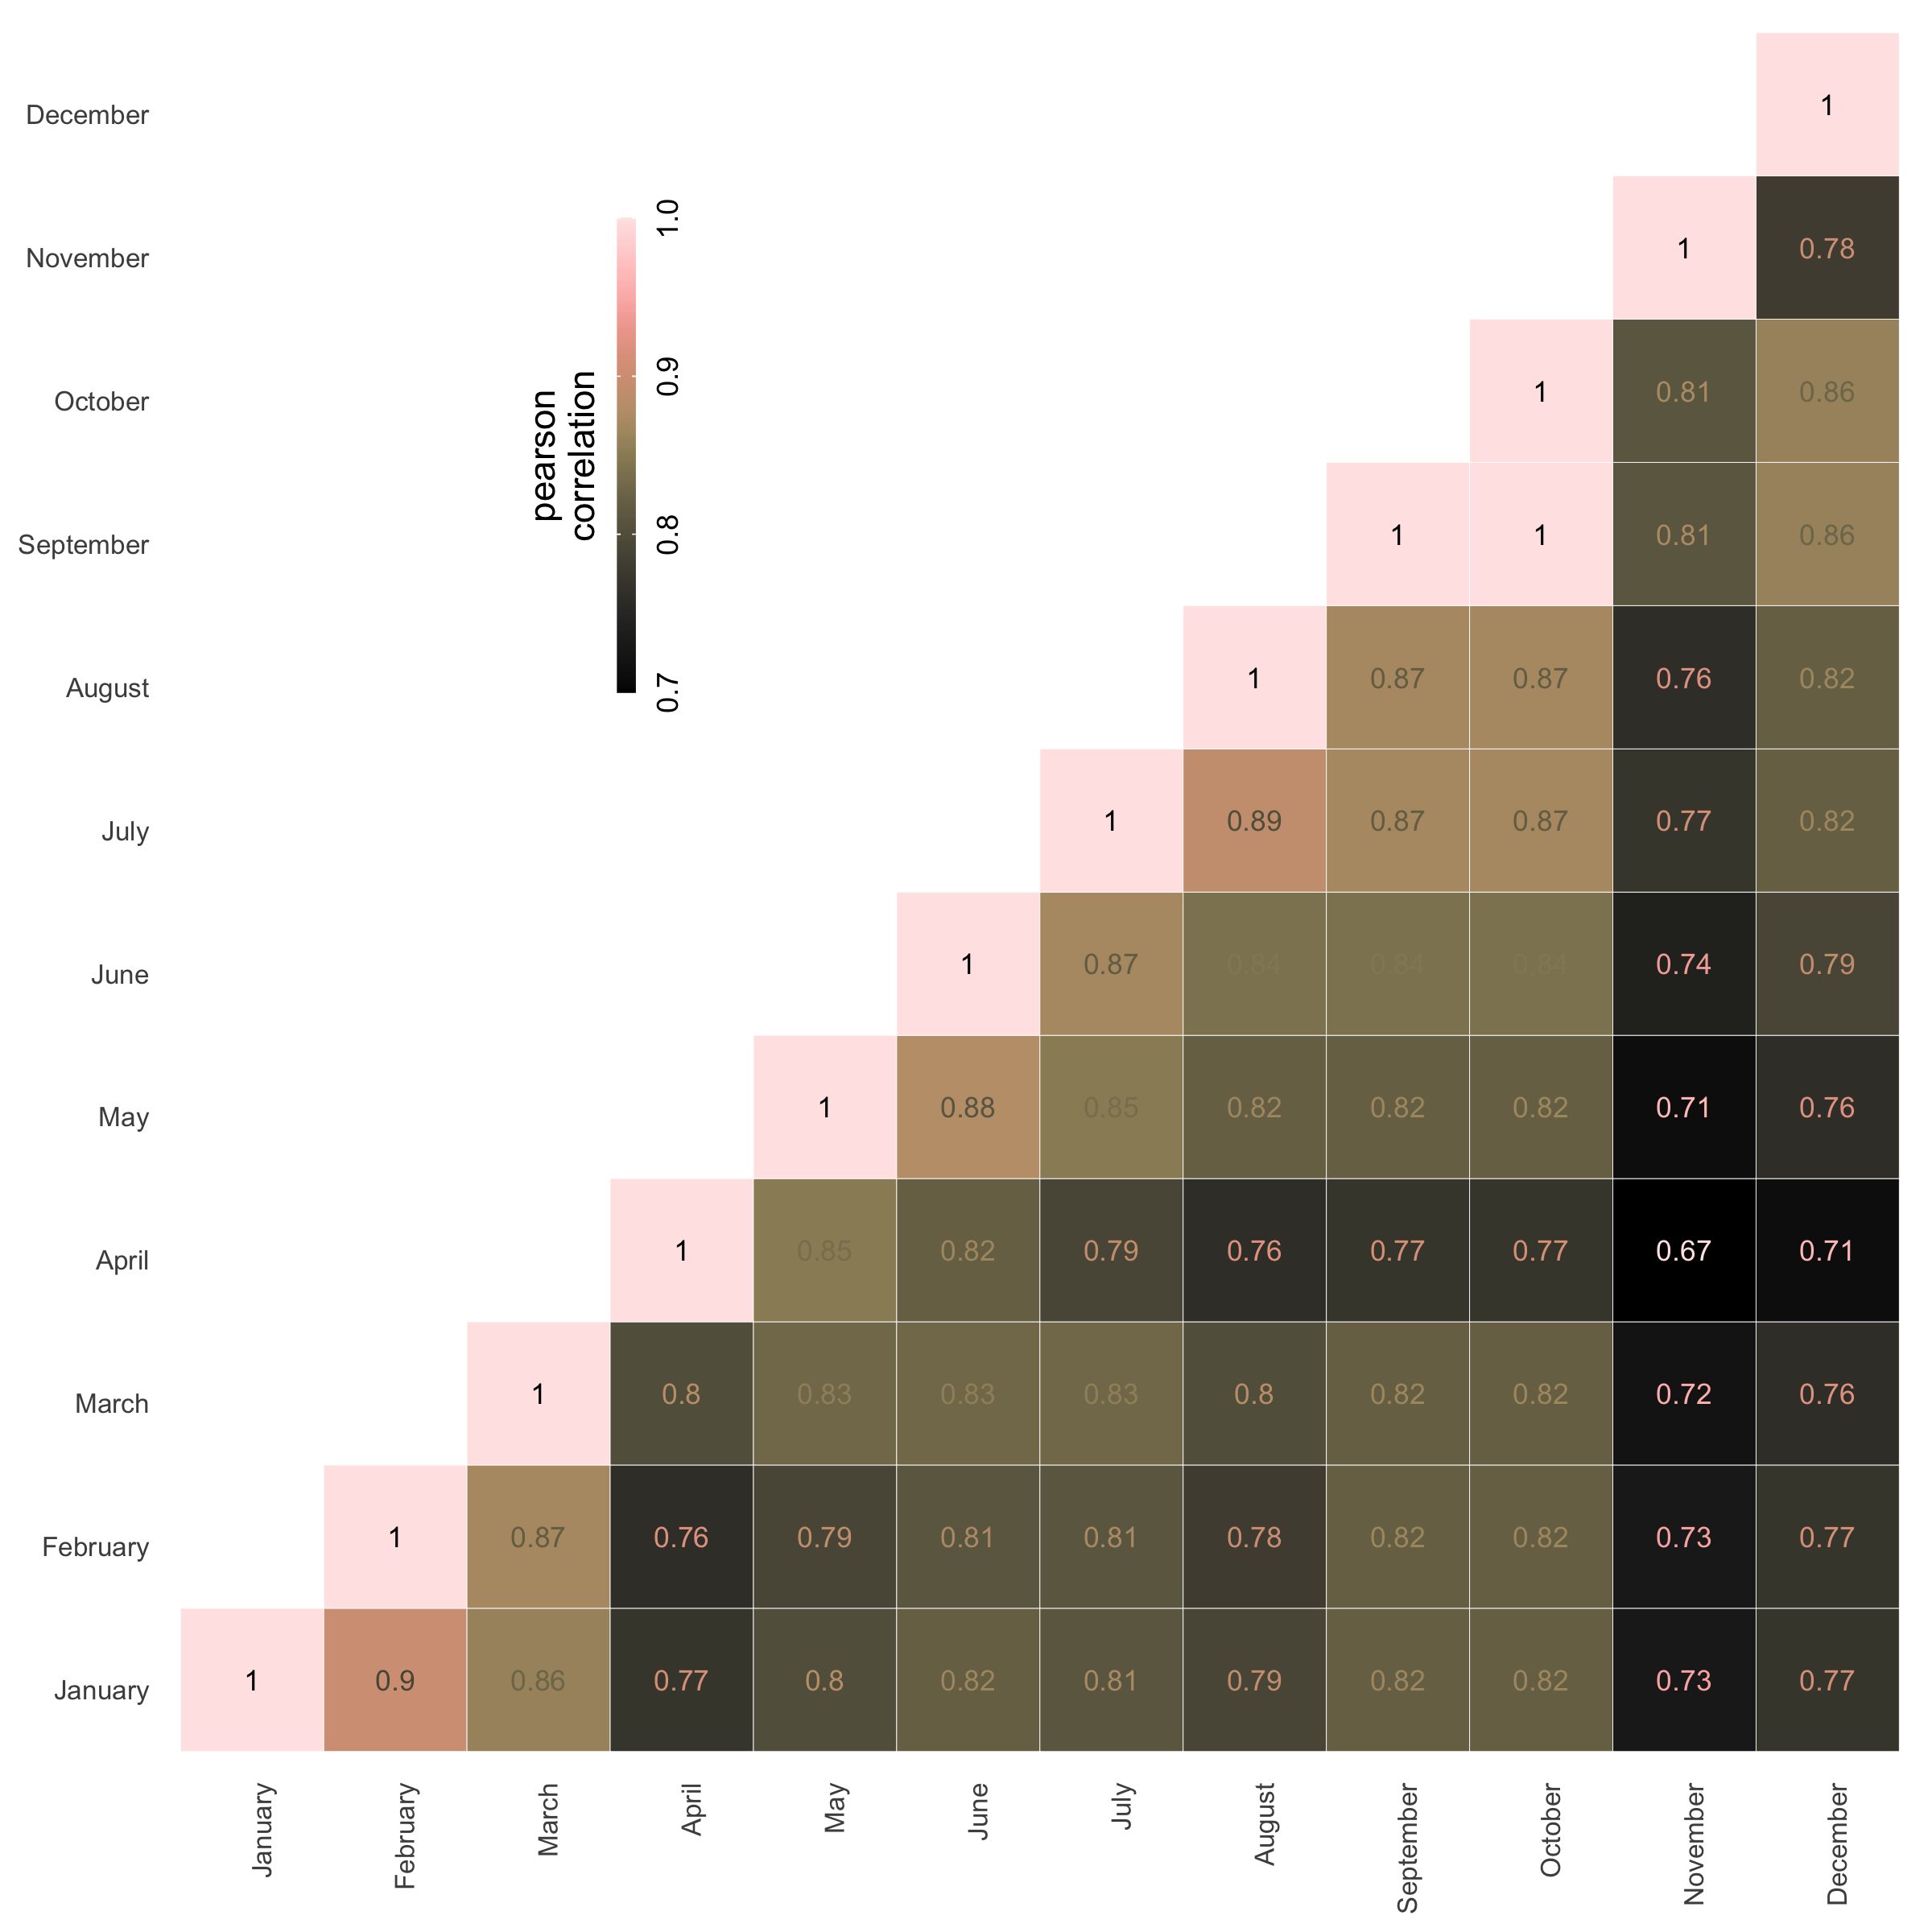 December 1
November 1 0.78
October 1 0.81 0.86
September 1 1 0.81 0.86
August 1 0.87 0.87 0.76 0.82
July 1 0.89 0.87 0.87 0.77 0.82
June 1 0.87 0.84 0.84 0.84 0.74 0.79
May 1 0.88 0.85 0.82 0.82 0.82 0.71 0.76
April 1 0.85 0.82 0.79 0.76 0.77 0.77 0.67 0.71
March 1 0.8 0.83 0.83 0.83 0.8 0.82 0.82 0.72 0.76
February 1 0.87 0.76 0.79 0.81 0.81 0.78 0.82 0.82 0.73 0.77
January 1 0.9 0.86 0.77 0.8 0.82 0.81 0.79 0.82 0.82 0.73 0.77
January February March April May June July August September October November December
pearson
correlation
0.7 0.8 0.9 1.0